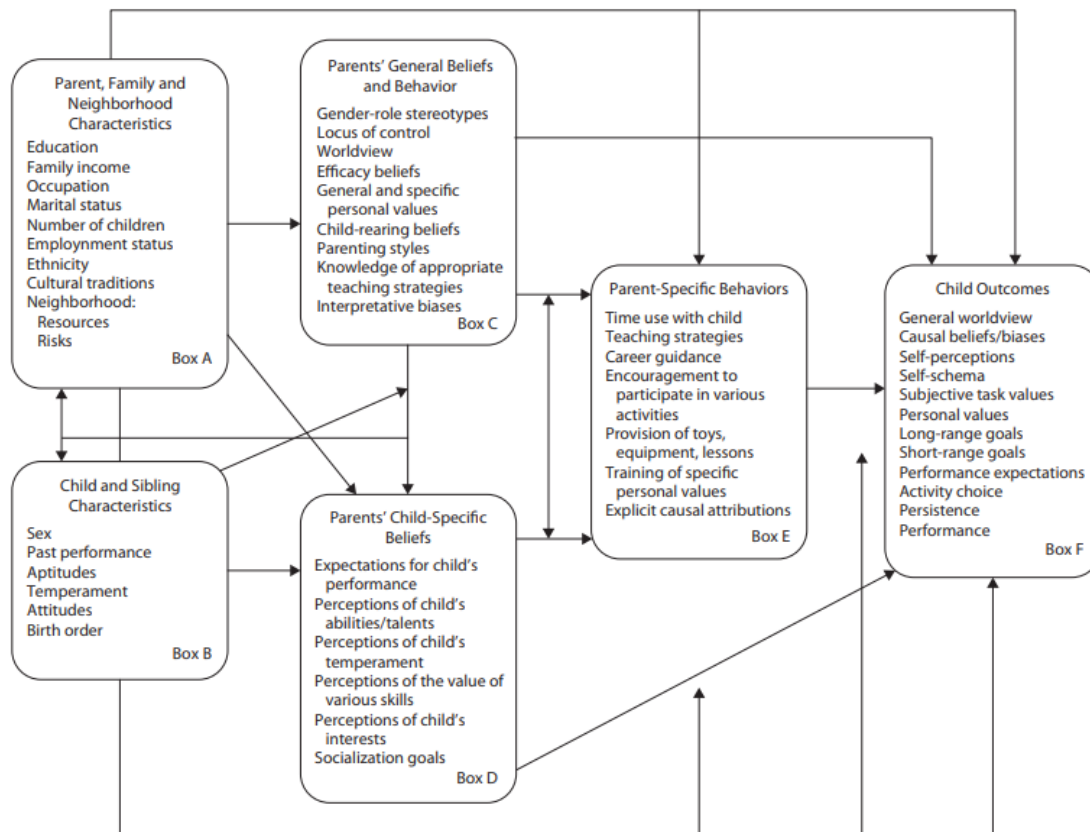 Parent, Family and
Neighborhood
Characteristics
Education
Family income
Occupation
Marital status
Number of children
Employnment status
Ethnicity
Cultural traditions
Neighborhood:
Resources
Risks
Box A
Parents’ General Beliefs
and Behavior
Gender-role stereotypes
Locus of control
Worldview
Efficacy beliefs
General and specific
personal values
Child-rearing beliefs
Parenting styles
Knowledge of appropriate
teaching strategies
Interpretative biases
Box C
Parent-Specific Behaviors
Time use with child
Teaching strategies
Career guidance
Encouragement to
participate in various
activities
Provision of toys,
equipment, lessons
Training of specific
personal values
Explicit causal attributions
Box E
Child Outcomes
General worldview
Causal beliefs/biases
Self-perceptions
Self-schema
Subjective task values
Personal values
Long-range goals
Short-range goals
Performance expectations
Activity choice
Persistence
Performance
Box F
Child and Sibling
Characteristics
Sex
Past performance
Aptitudes
Temperament
Attitudes
Birth order
Box B
Parents’ Child-Specific
Beliefs
Expectations for child’s
performance
Perceptions of child’s
abilities/talents
Perceptions of child’s
temperament
Perceptions of the value of
various skills
Perceptions of child’s
interests
Socialization goals
Box D